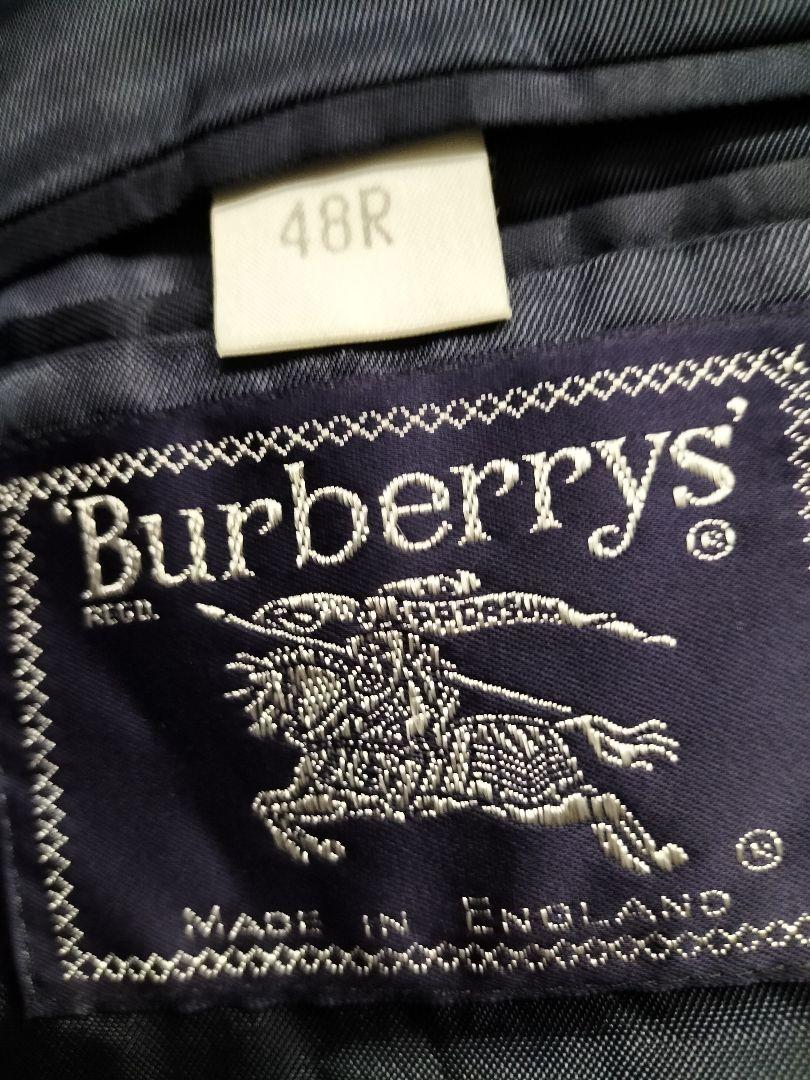 48R
'Burberrys'
REGD.
®
®
MADE IN ENGLAND